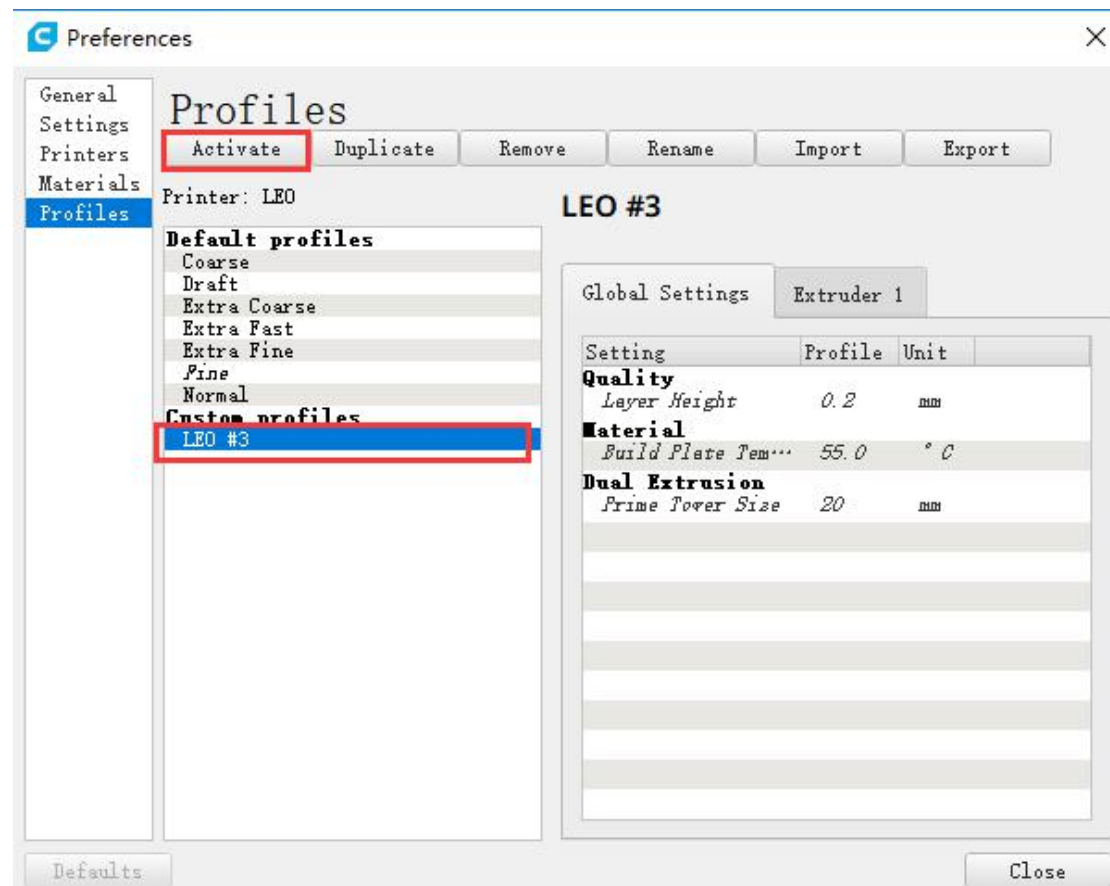 Preferences
General
Settings
Printers
Materials
Profiles
Profiles
Activate Duplicate Remove Rename Import Export
Printer: LEO
Default profiles
Coarse
Draft
Extra Coarse
Extra Fast
Extra Fine
Fine
Normal
Custom profiles
LEO #3
LEO #3
Global Settings Extruder 1
Setting Profile Unit
Quality
Layer Height 0.2 mm
Material
Build Plate Tem··· 55.0 °C
Dual Extrusion
Prime Tower Size 20 mm
Defaults Close